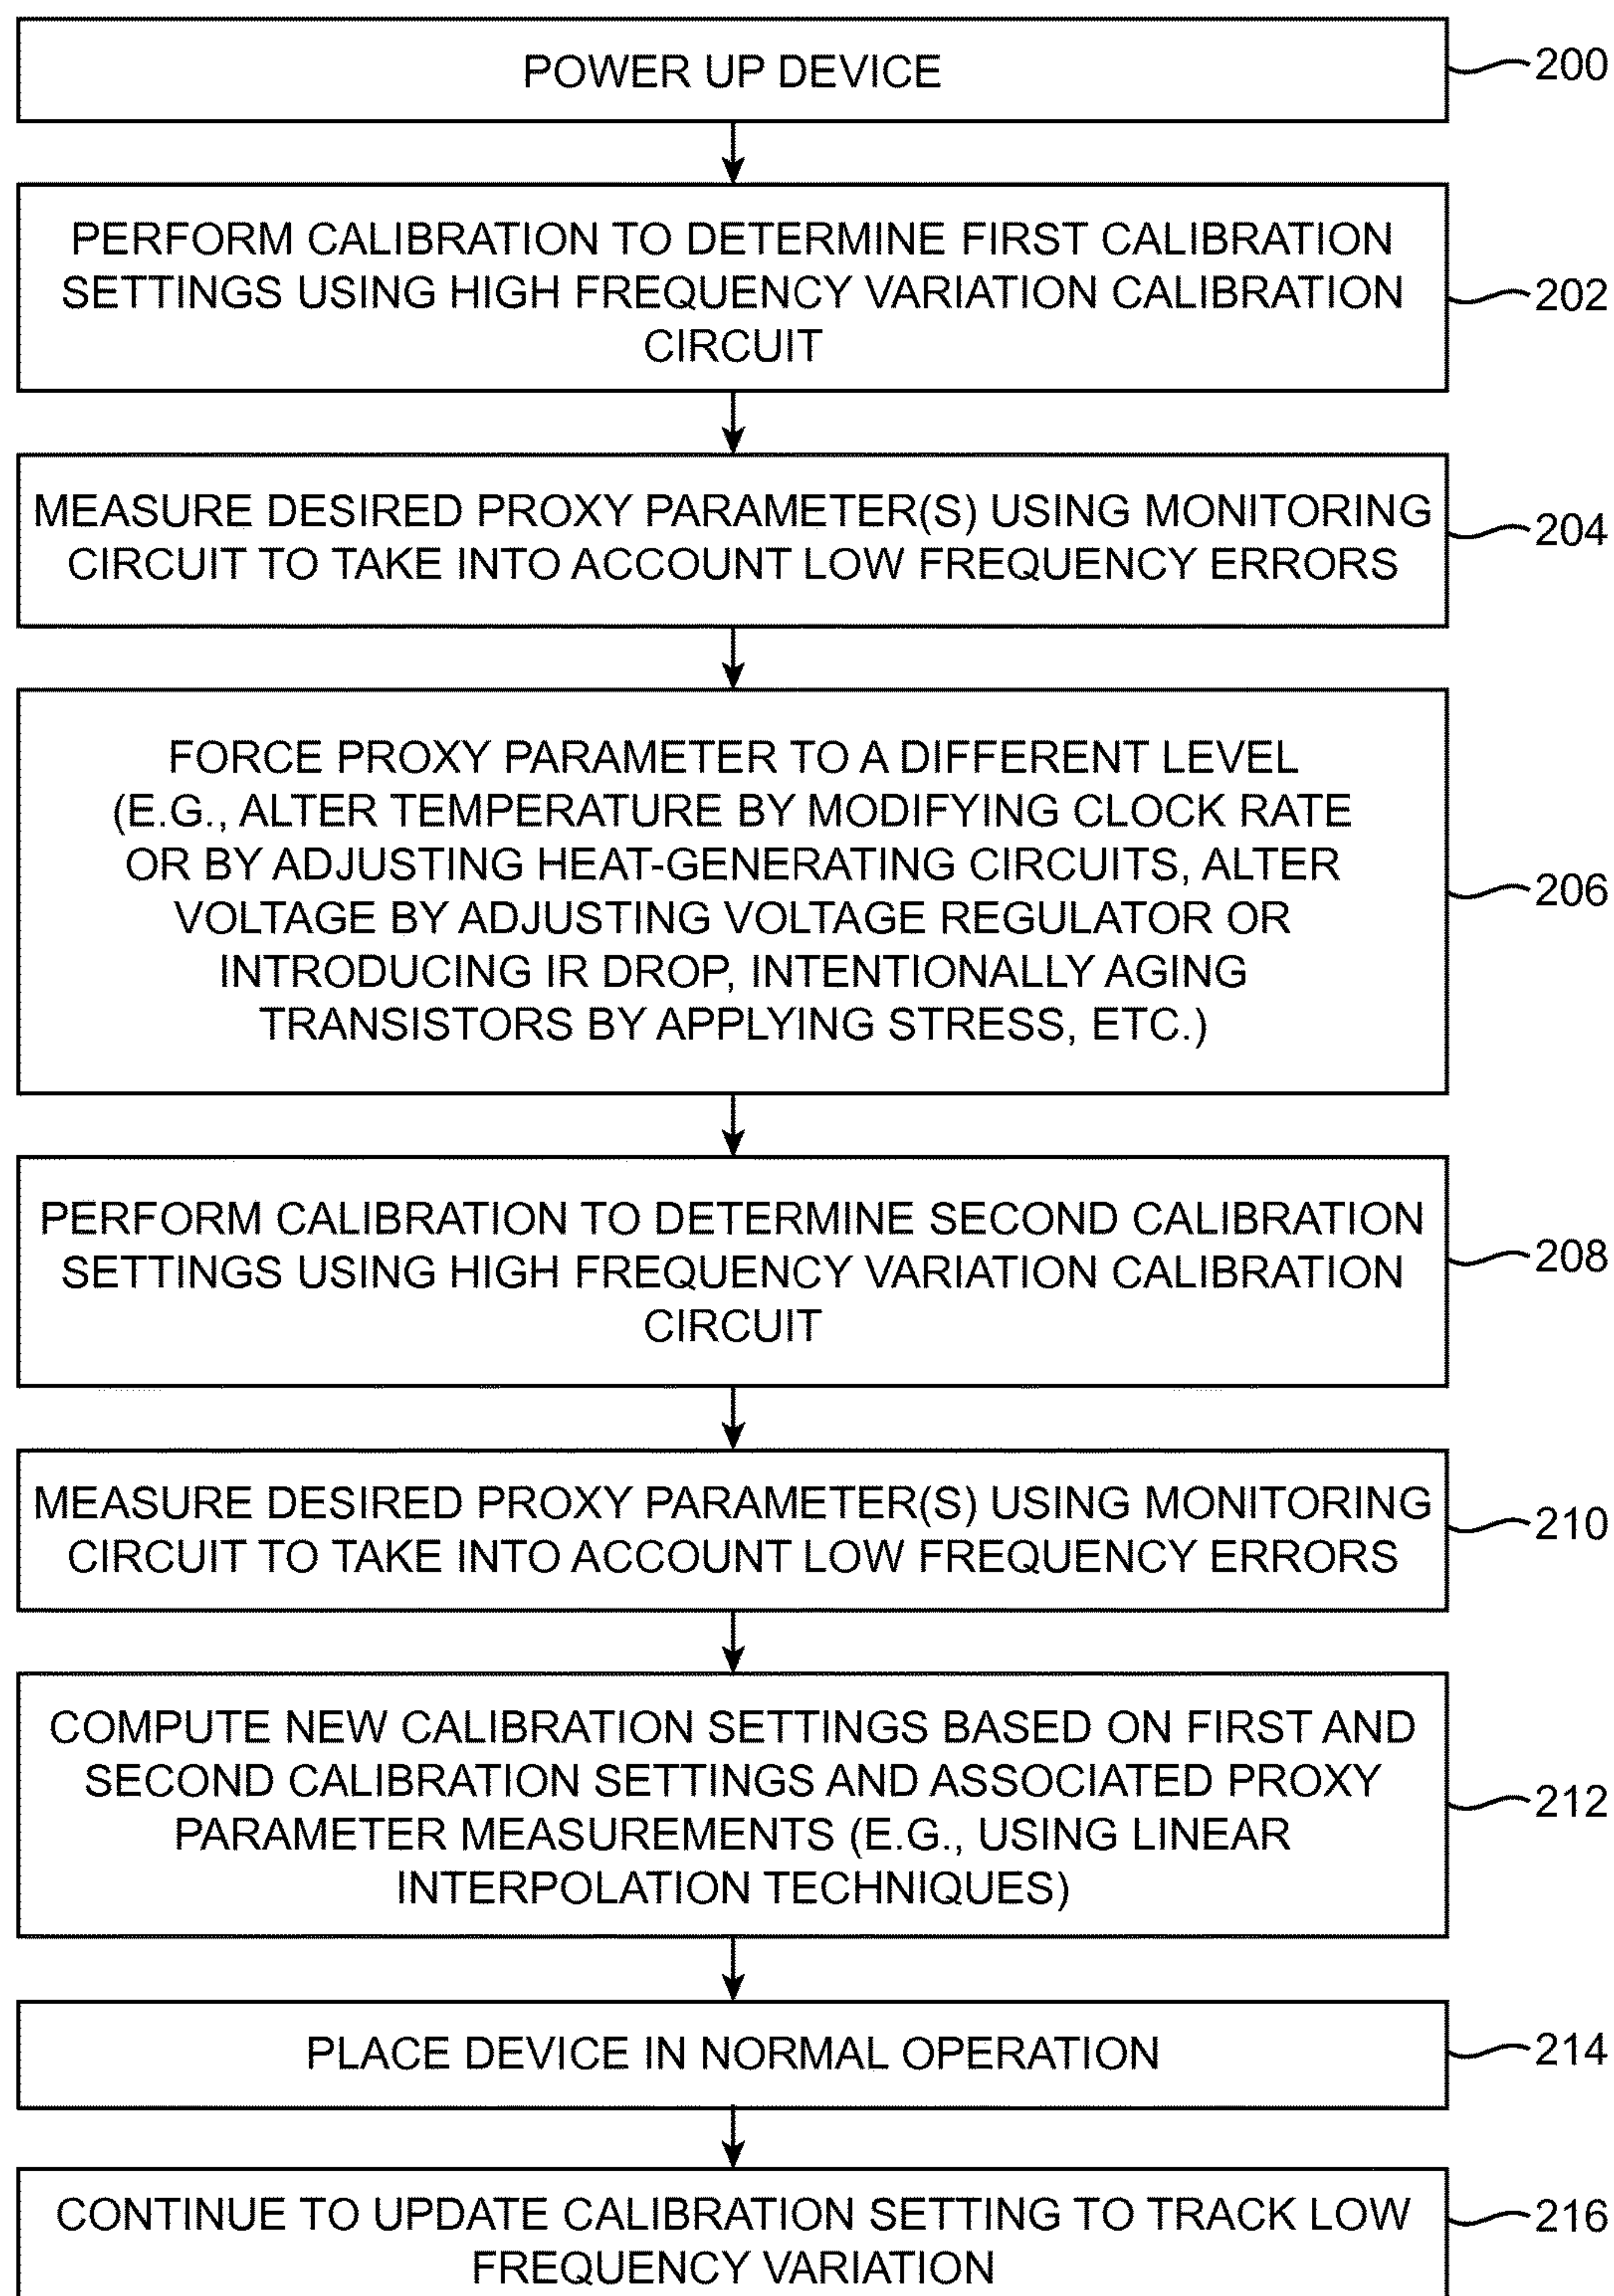 POWER UP DEVICE
200
PERFORM CALIBRATION TO DETERMINE FIRST CALIBRATION
SETTINGS USING HIGH FREQUENCY VARIATION CALIBRATION
CIRCUIT
202
MEASURE DESIRED PROXY PARAMETER(S) USING MONITORING
CIRCUIT TO TAKE INTO ACCOUNT LOW FREQUENCY ERRORS
204
FORCE PROXY PARAMETER TO A DIFFERENT LEVEL
(E.G., ALTER TEMPERATURE BY MODIFYING CLOCK RATE
OR BY ADJUSTING HEAT-GENERATING CIRCUITS, ALTER
VOLTAGE BY ADJUSTING VOLTAGE REGULATOR OR
INTRODUCING IR DROP, INTENTIONALLY AGING
TRANSISTORS BY APPLYING STRESS, ETC.)
206
PERFORM CALIBRATION TO DETERMINE SECOND CALIBRATION
SETTINGS USING HIGH FREQUENCY VARIATION CALIBRATION
CIRCUIT
208
MEASURE DESIRED PROXY PARAMETER(S) USING MONITORING
CIRCUIT TO TAKE INTO ACCOUNT LOW FREQUENCY ERRORS
210
COMPUTE NEW CALIBRATION SETTINGS BASED ON FIRST AND
SECOND CALIBRATION SETTINGS AND ASSOCIATED PROXY
PARAMETER MEASUREMENTS (E.G., USING LINEAR
INTERPOLATION TECHNIQUES)
212
PLACE DEVICE IN NORMAL OPERATION
214
CONTINUE TO UPDATE CALIBRATION SETTING TO TRACK LOW
FREQUENCY VARIATION
216